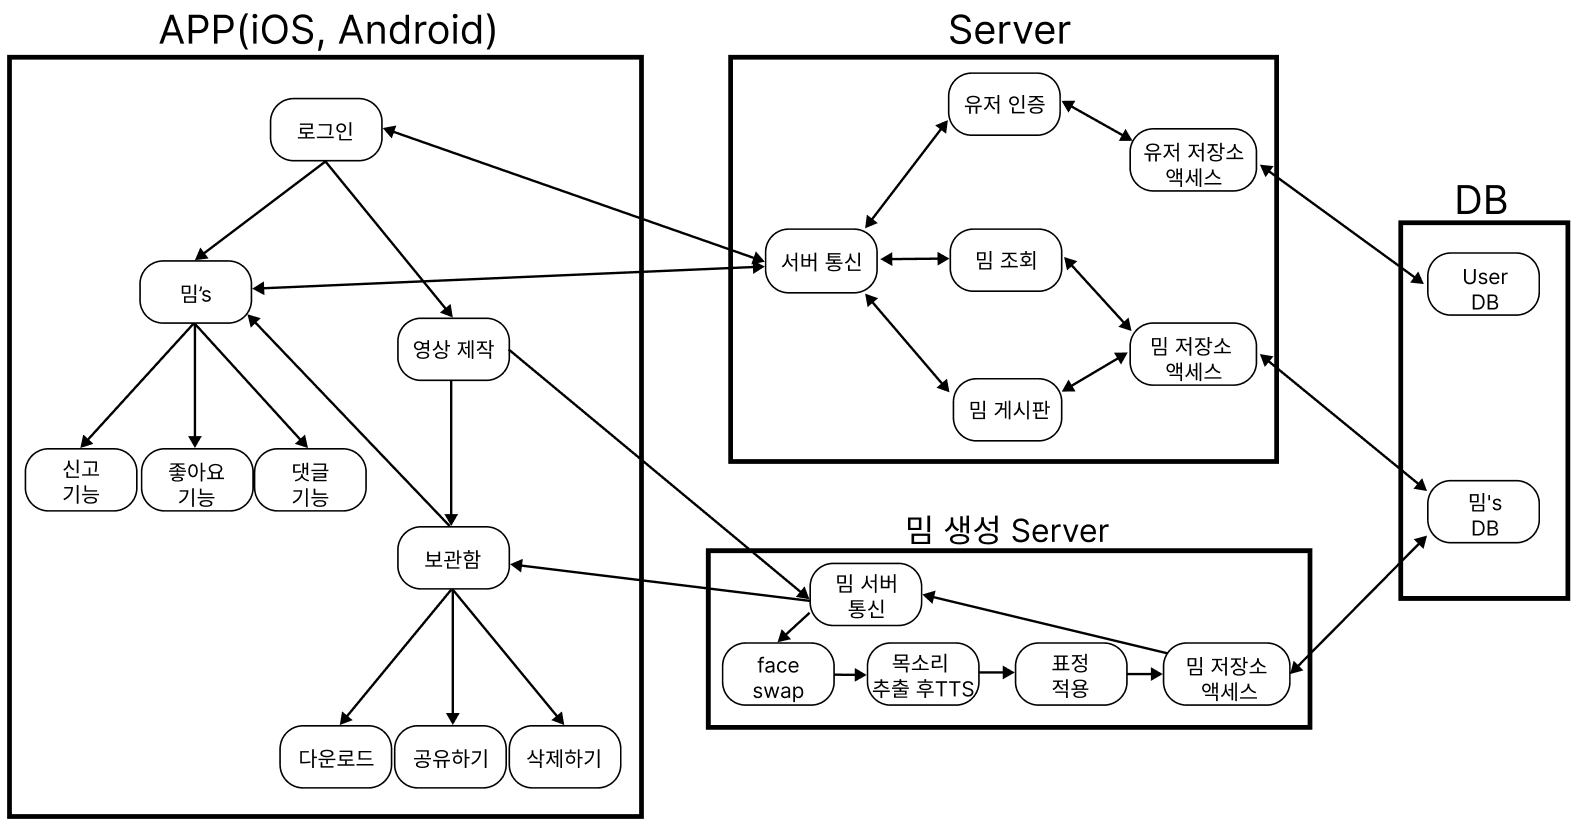 APP(iOS, Android)
로그인
밈’s
영상 제작
신고
기능
좋아요
기능
댓글
기능
보관함
다운로드
공유하기
삭제하기
Server
유저 인증
유저 저장소
액세스
서버 통신
밈 조회
밈 저장소
액세스
밈 게시판
밈 생성 Server
밈 서버
통신
face
swap
목소리
추출 후TTS
표정
적용
밈 저장소
액세스
DB
User
DB
밈's
DB